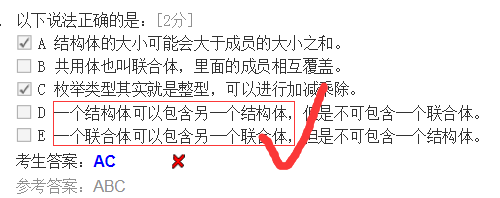 以下说法正确的是：[2分]
A 结构体的大小可能会大于成员的大小之和。
B 共用体也叫联合体，里面的成员相互覆盖。
C 枚举类型其实就是整型，可以进行加减乘除。
D 一个结构体可以包含另一个结构体，但是不可包含一个联合体。
E 一个联合体可以包含另一个联合体，但是不可包含一个结构体。
考生答案：AC
参考答案：ABC